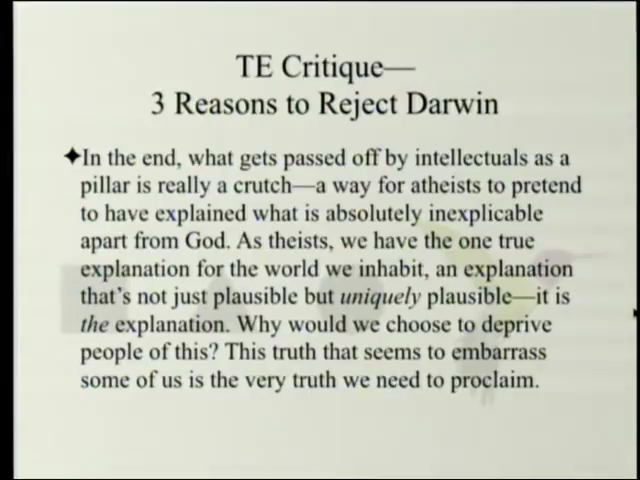 TE Critique—
3 Reasons to Reject Darwin
✦In the end, what gets passed off by intellectuals as a
pillar is really a crutch—a way for atheists to pretend
to have explained what is absolutely inexplicable
apart from God. As theists, we have the one true
explanation for the world we inhabit, an explanation
that's not just plausible but uniquely plausible—it is
the explanation. Why would we choose to deprive
people of this? This truth that seems to embarrass
some of us is the very truth we need to proclaim.